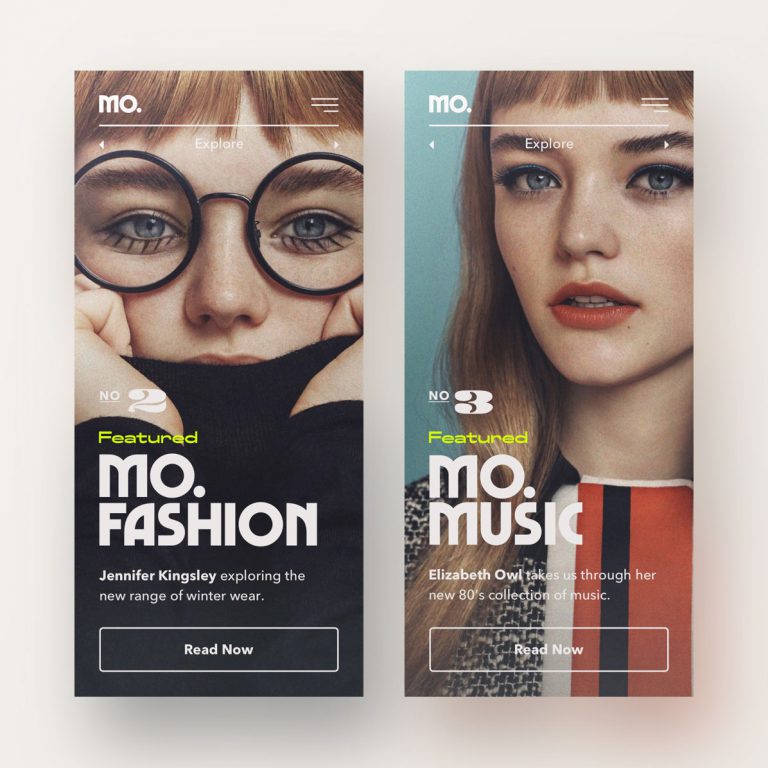 MO.
Explore
NO 2
Featured
MO.
FASHION
Jennifer Kingsley exploring the
new range of winter wear.
Read Now
MO.
Explore
NO 3
Featured
MO.
MUSIC
Elizabeth Owl takes us through her
new 80's collection of music.
Read Now